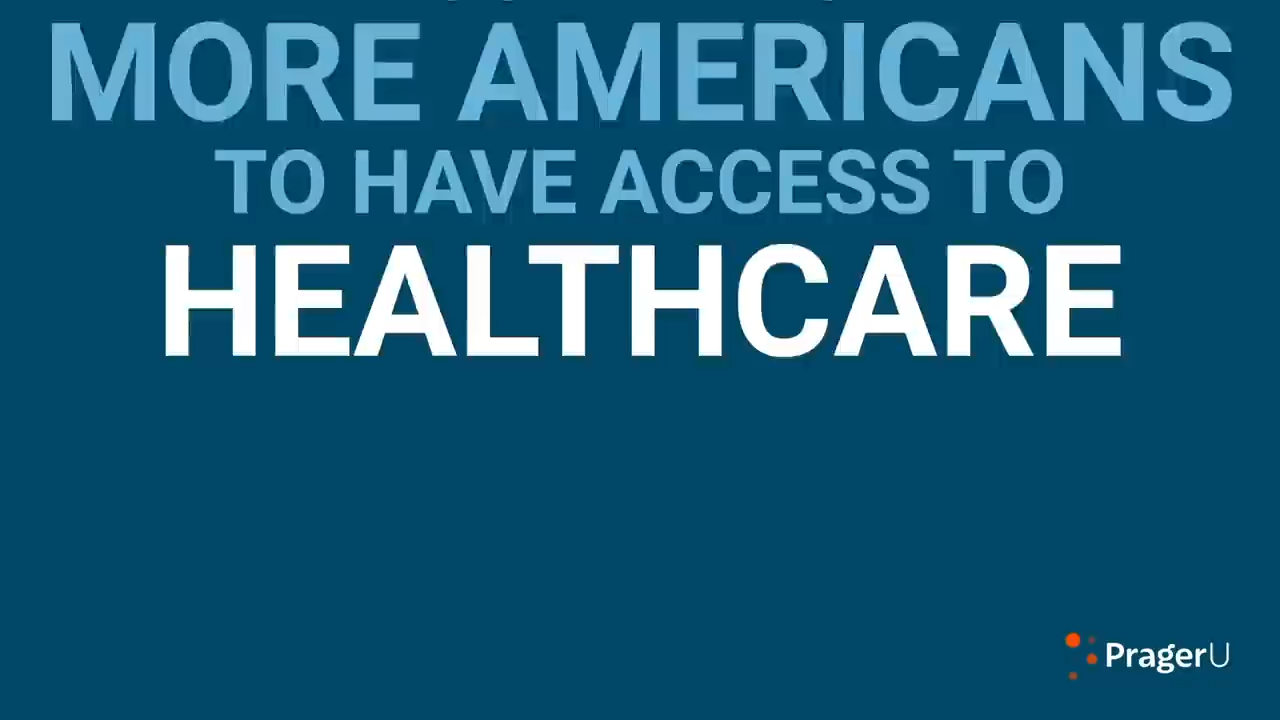 MORE AMERICANS
TO HAVE ACCESS TO
HEALTHCARE
PragerU